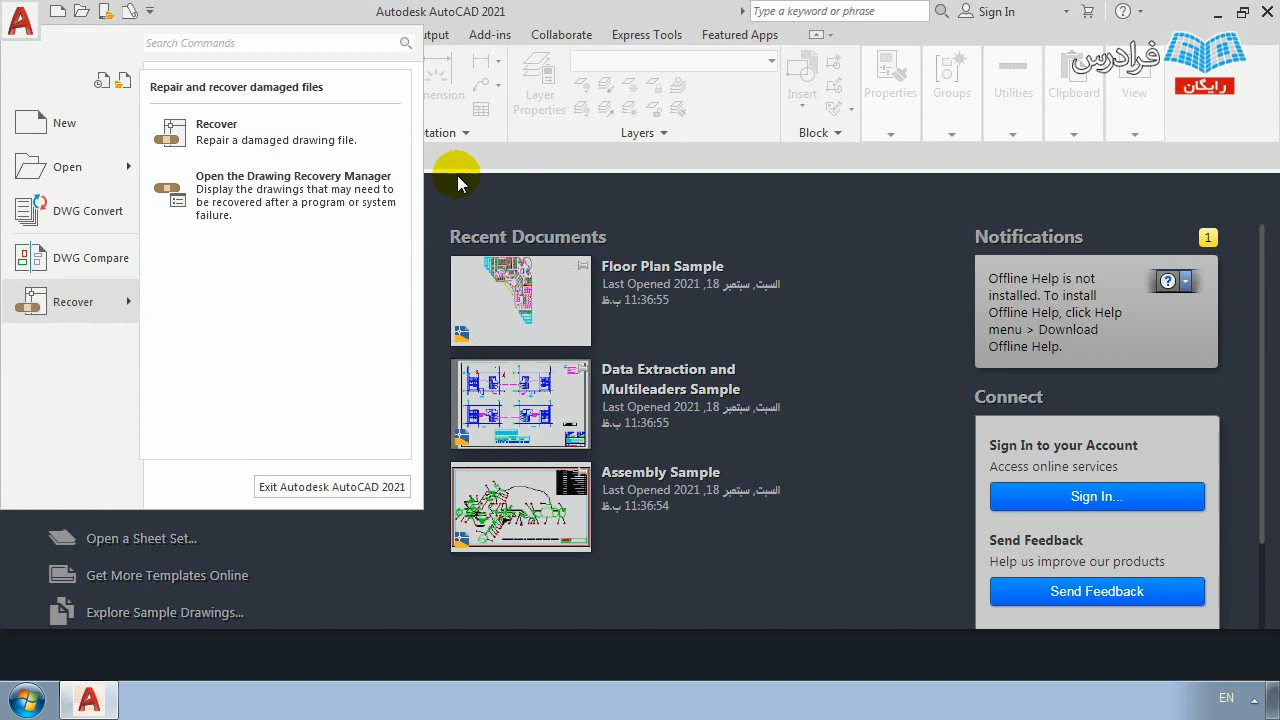 Autodesk AutoCAD 2021
Type a keyword or phrase
Sign In
Search Commands
Add-ins
Collaborate
Express Tools
Featured Apps
فرادرس
رایگان
Repair and recover damaged files
Recover
Repair a damaged drawing file.
Open the Drawing Recovery Manager
Display the drawings that may need to
be recovered after a program or system
failure.
New
Open
DWG Convert
DWG Compare
Recover
Exit Autodesk AutoCAD 2021
Layer
Properties
Layers
Insert
Block
Properties
Groups
Utilities
Clipboard
View
Recent Documents
Floor Plan Sample
Last Opened 2021 ,18 السبت, سبتمبر
11:36:55 ب.ظ
Data Extraction and
Multileaders Sample
Last Opened 2021 ,18 السبت, سبتمبر
11:36:55 ب.ظ
Assembly Sample
Last Opened 2021 ,18 السبت, سبتمبر
11:36:54 ب.ظ
Notifications
1
Offline Help is not
installed. To install
Offline Help, click Help
menu > Download
Offline Help.
Connect
Sign In to your Account
Access online services
Sign In...
Send Feedback
Help us improve our products
Send Feedback
Open a Sheet Set...
Get More Templates Online
Explore Sample Drawings...
EN